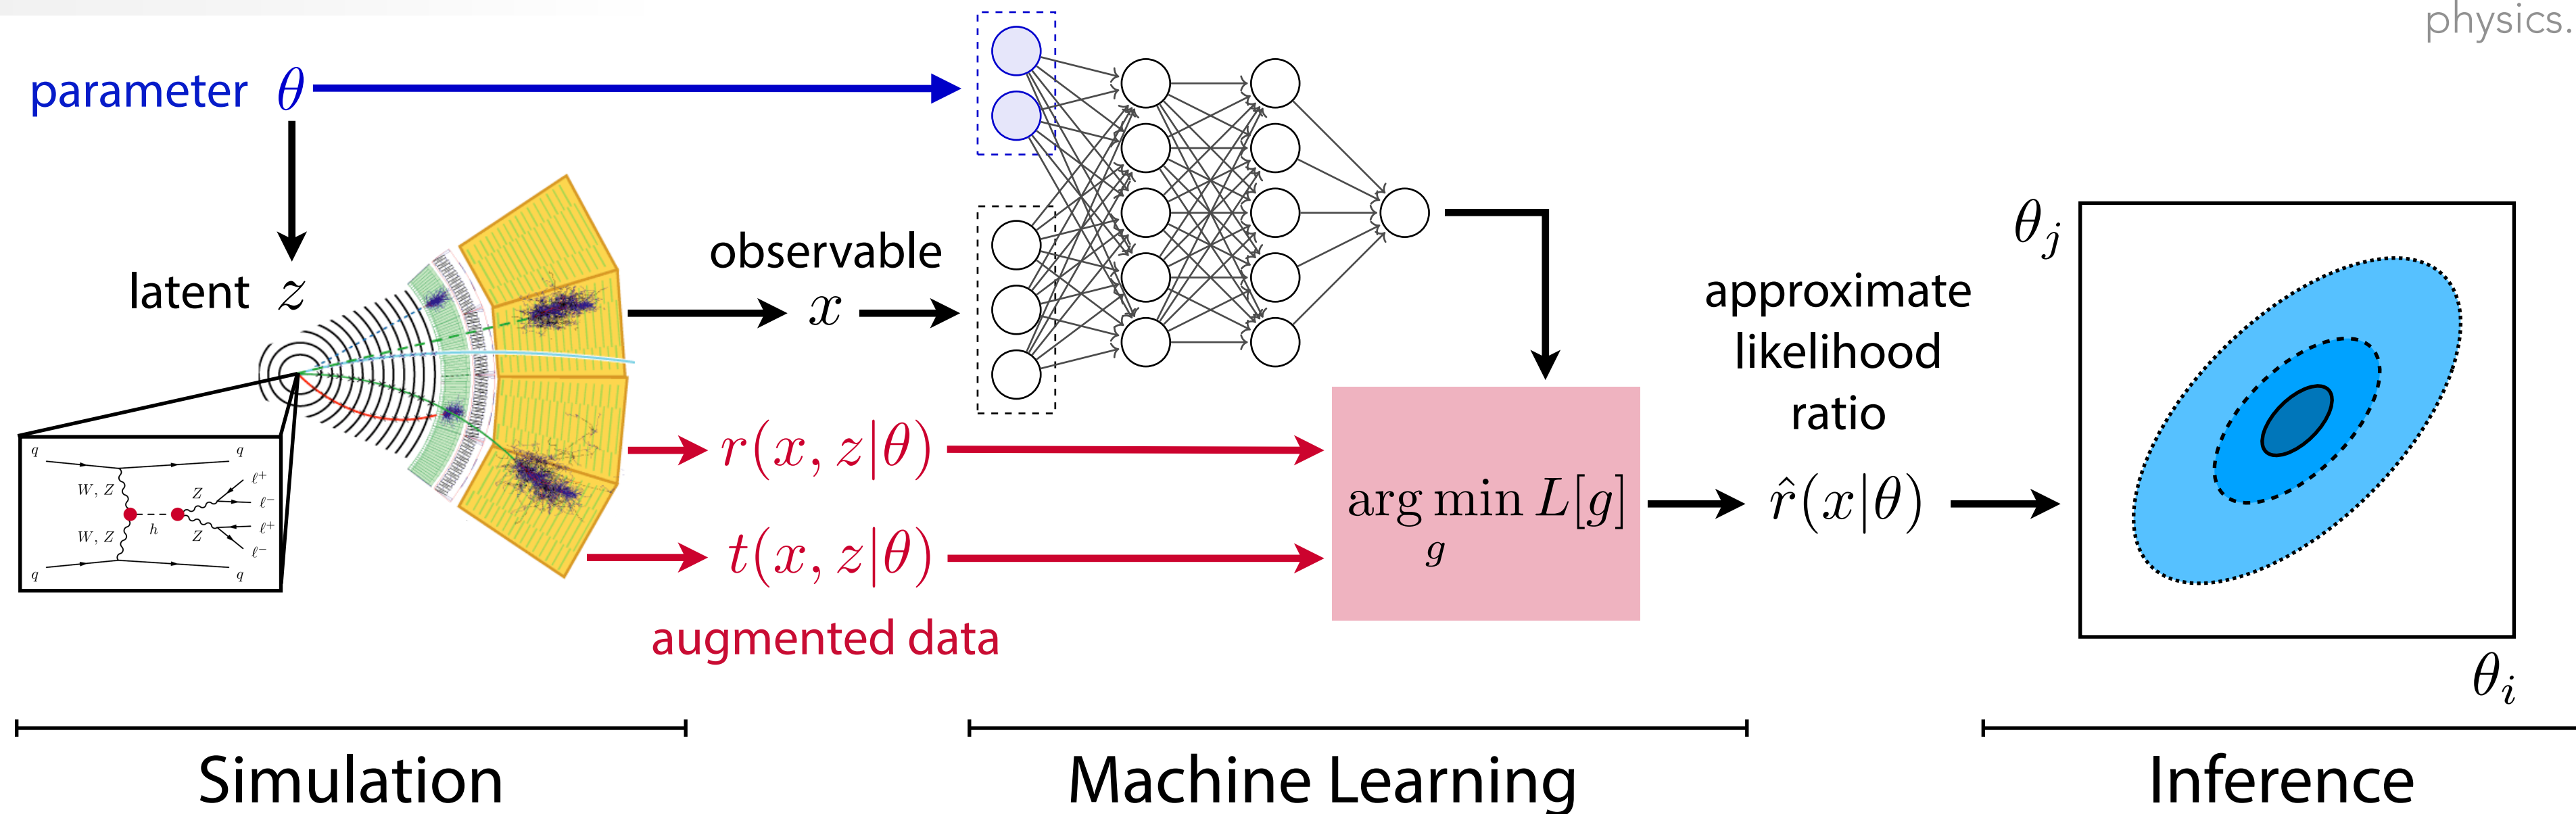 physics.
parameter θ
latent z
observable
x
r(x, z|θ)
t(x, z|θ)
augmented data
q q
W, Z
Z ℓ+
ℓ−
h
W, Z Z ℓ+
ℓ−
q q
arg min L[g]
g
approximate
likelihood
ratio
r̂(x|θ)
θj
θi
Simulation
Machine Learning
Inference